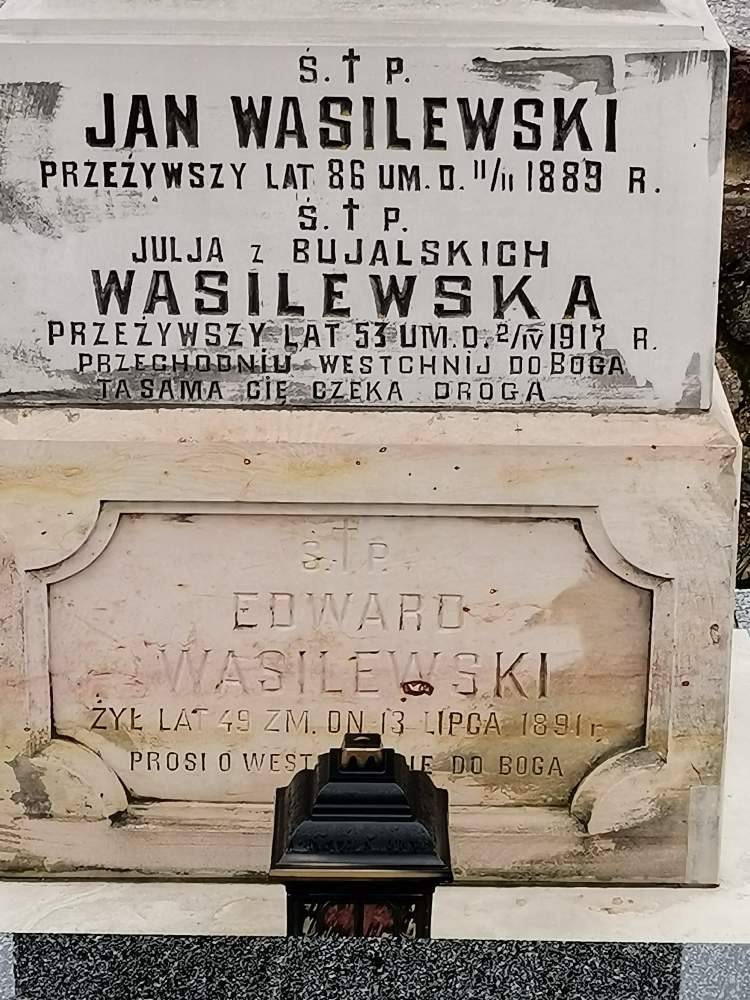 Ś.†P.
JAN WASILEWSKI
PRZEŻYWSZY LAT 86 UM. D. II/II 1889 R.
Ś.†P.
JULJA Z BUJALSKICH
WASILEWSKA
PRZEŻYWSZY LAT 53 UM. D. 2/IV 1917 R.
PRZECHODNIU WESTCHNIJ DO BOGA
TA SAMA CIĘ CZEKA DROGA
Ś.†P.
EDWARD
WASILEWSKI
ŻYŁ LAT 49 ZM. DN 13 LIPCA 1891 r.
PROSI O DO BOGA